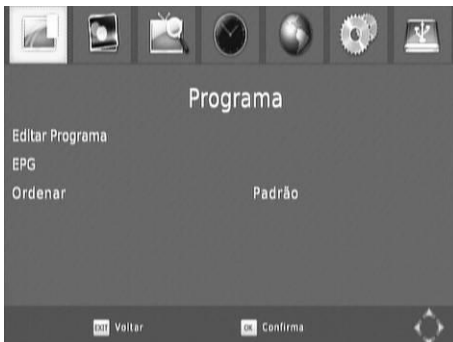 Programa
Editar Programa
EPG
Ordenar Padrão
EXIT Voltar OK Confirma